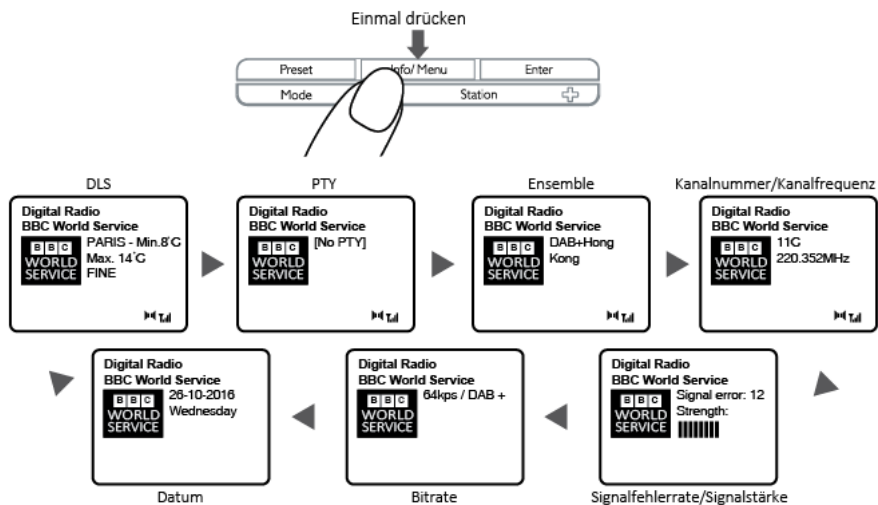 Einmal drücken
Preset Info/ Menu Enter
Mode Station
DLS PTY Ensemble Kanalnummer/Kanalfrequenz
Digital Radio
BBC World Service
BBC
WORLD
SERVICE
PARIS - Min.8°C
Max. 14°C
FINE
Digital Radio
BBC World Service
BBC
WORLD
SERVICE
[No PTY]
Digital Radio
BBC World Service
BBC
WORLD
SERVICE
DAB+Hong
Kong
Digital Radio
BBC World Service
BBC
WORLD
SERVICE
11C
220.352MHz
Digital Radio
BBC World Service
BBC
WORLD
SERVICE
26-10-2016
Wednesday
Digital Radio
BBC World Service
BBC
WORLD
SERVICE
64kps / DAB +
Digital Radio
BBC World Service
BBC
WORLD
SERVICE
Signal error: 12
Strength:
Datum Bitrate Signalfehlerrate/Signalstärke